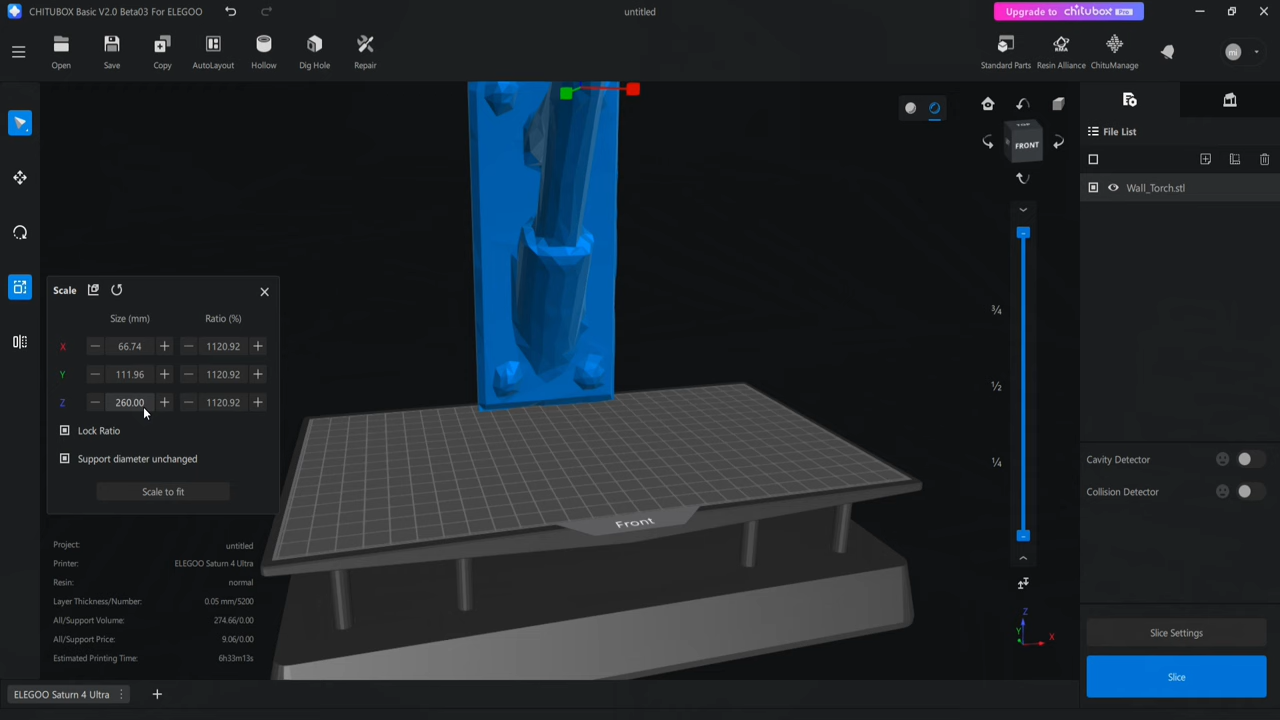 CHITUBOX Basic V2.0 Beta03 For ELEGOO
untitled
Upgrade to chitubox Pro
Open
Save
Copy
AutoLayout
Hollow
Dig Hole
Repair
Standard Parts
Resin Alliance
ChituManage
mi
FRONT
File List
Wall_Torch.stl
Scale
Size (mm)
Ratio (%)
X 66.74 1120.92
Y 111.96 1120.92
Z 260.00 1120.92
Lock Ratio
Support diameter unchanged
Scale to fit
3/4
1/2
1/4
Front
Cavity Detector
Collision Detector
Project: untitled
Printer: ELEGOO Saturn 4 Ultra
Resin: normal
Layer Thickness/Number: 0.05 mm/5200
All/Support Volume: 274.66/0.00
All/Support Price: 9.06/0.00
Estimated Printing Time: 6h33m13s
Z
Y
X
Slice Settings
Slice
ELEGOO Saturn 4 Ultra